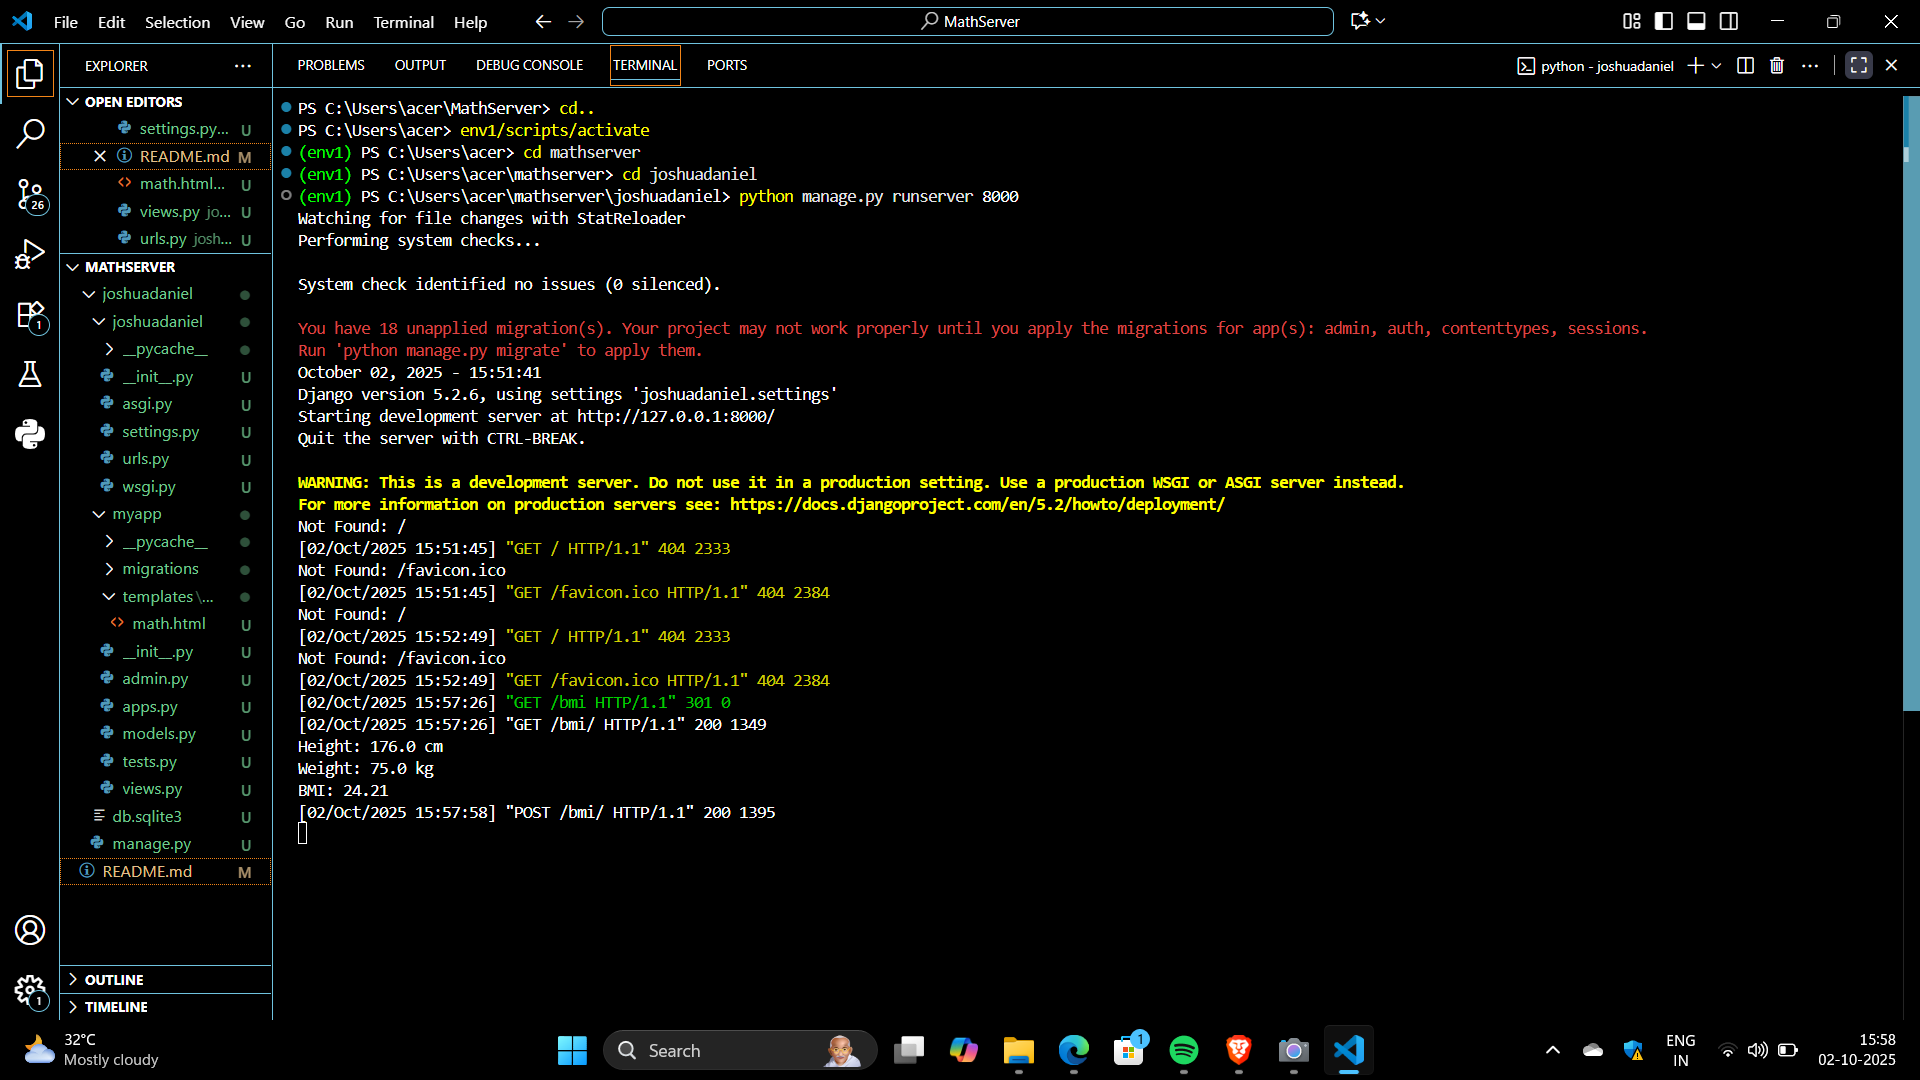 File Edit Selection View Go Run Terminal Help
MathServer
EXPLORER
OPEN EDITORS
settings.py... U
README.md M
math.html... U
views.py jo... U
urls.py josh... U
MATHSERVER
joshuadaniel
joshuadaniel
__pycache__
__init__.py U
asgi.py U
settings.py U
urls.py U
wsgi.py U
myapp
__pycache__
migrations
templates\...
math.html U
__init__.py U
admin.py U
apps.py U
models.py U
tests.py U
views.py U
db.sqlite3 U
manage.py U
README.md M
OUTLINE
TIMELINE
26
1
1
PROBLEMS OUTPUT DEBUG CONSOLE TERMINAL PORTS
python - joshuadaniel
PS C:\Users\acer\MathServer> cd..
PS C:\Users\acer> env1/scripts/activate
(env1) PS C:\Users\acer> cd mathserver
(env1) PS C:\Users\acer\mathserver> cd joshuadaniel
(env1) PS C:\Users\acer\mathserver\joshuadaniel> python manage.py runserver 8000
Watching for file changes with StatReloader
Performing system checks...
System check identified no issues (0 silenced).
You have 18 unapplied migration(s). Your project may not work properly until you apply the migrations for app(s): admin, auth, contenttypes, sessions.
Run 'python manage.py migrate' to apply them.
October 02, 2025 - 15:51:41
Django version 5.2.6, using settings 'joshuadaniel.settings'
Starting development server at http://127.0.0.1:8000/
Quit the server with CTRL-BREAK.
WARNING: This is a development server. Do not use it in a production setting. Use a production WSGI or ASGI server instead.
For more information on production servers see: https://docs.djangoproject.com/en/5.2/howto/deployment/
Not Found: /
[02/Oct/2025 15:51:45] "GET / HTTP/1.1" 404 2333
Not Found: /favicon.ico
[02/Oct/2025 15:51:45] "GET /favicon.ico HTTP/1.1" 404 2384
Not Found: /
[02/Oct/2025 15:52:49] "GET / HTTP/1.1" 404 2333
Not Found: /favicon.ico
[02/Oct/2025 15:52:49] "GET /favicon.ico HTTP/1.1" 404 2384
[02/Oct/2025 15:57:26] "GET /bmi HTTP/1.1" 301 0
[02/Oct/2025 15:57:26] "GET /bmi/ HTTP/1.1" 200 1349
Height: 176.0 cm
Weight: 75.0 kg
BMI: 24.21
[02/Oct/2025 15:57:58] "POST /bmi/ HTTP/1.1" 200 1395
32°C
Mostly cloudy
Search
1
ENG
IN
15:58
02-10-2025